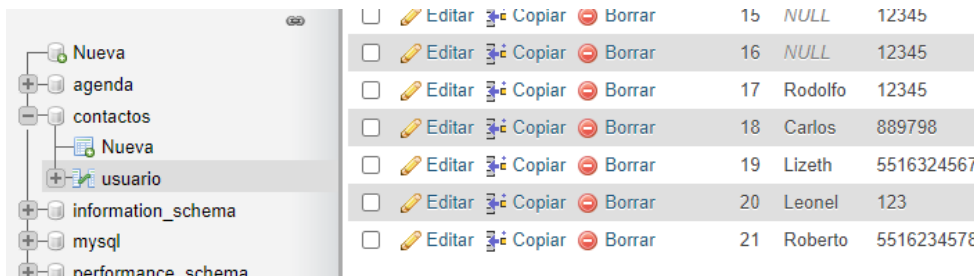 Nueva
agenda
contactos
Nueva
usuario
information_schema
mysql
performance_schema
Editar Copiar Borrar 15 NULL 12345
Editar Copiar Borrar 16 NULL 12345
Editar Copiar Borrar 17 Rodolfo 12345
Editar Copiar Borrar 18 Carlos 889798
Editar Copiar Borrar 19 Lizeth 5516324567
Editar Copiar Borrar 20 Leonel 123
Editar Copiar Borrar 21 Roberto 5516234578